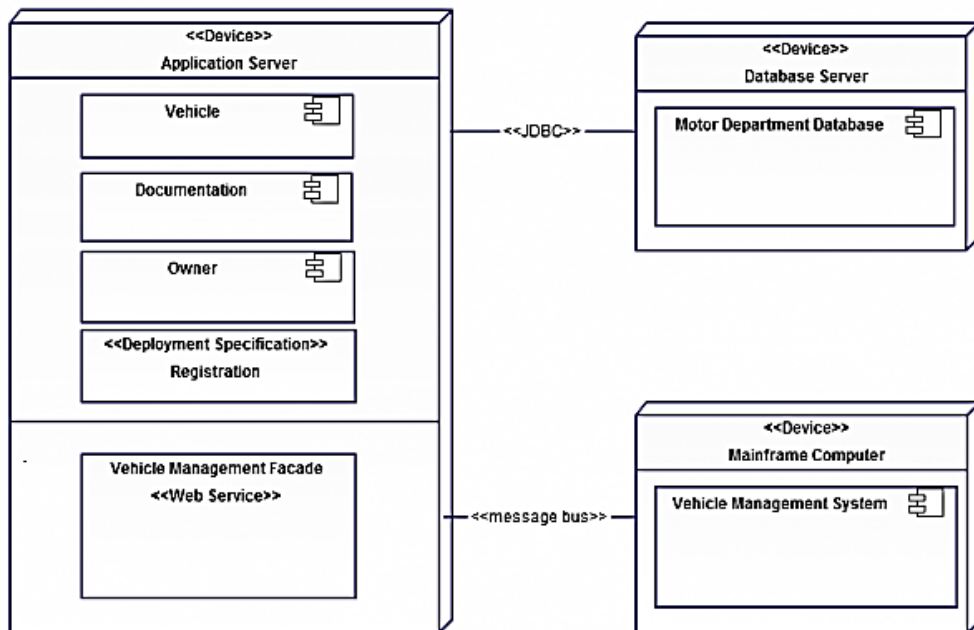 <<Device>>
Application Server
Vehicle
Documentation
Owner
<<Deployment Specification>>
Registration
Vehicle Management Facade
<<Web Service>>
<<JDBC>>
<<message bus>>
<<Device>>
Database Server
Motor Department Database
<<Device>>
Mainframe Computer
Vehicle Management System